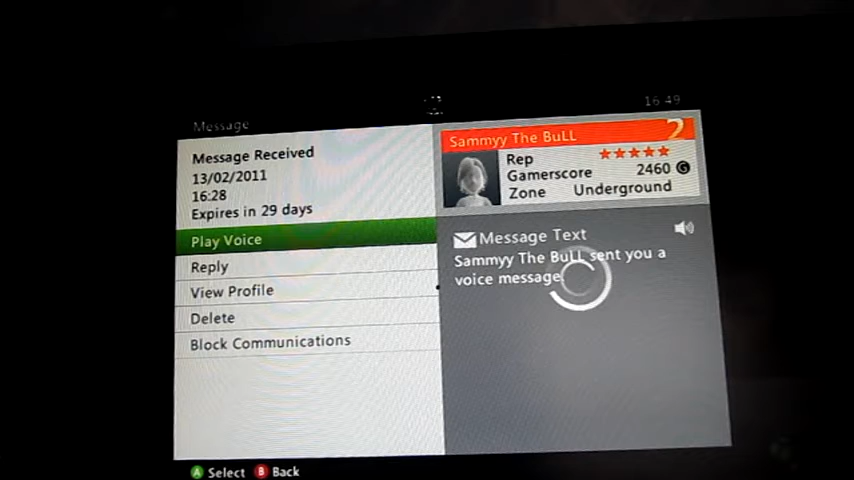 Message
16:49
Message Received
13/02/2011
16:28
Expires in 29 days
Play Voice
Reply
View Profile
Delete
Block Communications
Sammyy The BuLL
2
Rep ★★★★★
Gamerscore 2460 G
Zone Underground
Message Text
Sammyy The BuLL sent you a
voice message
A Select B Back